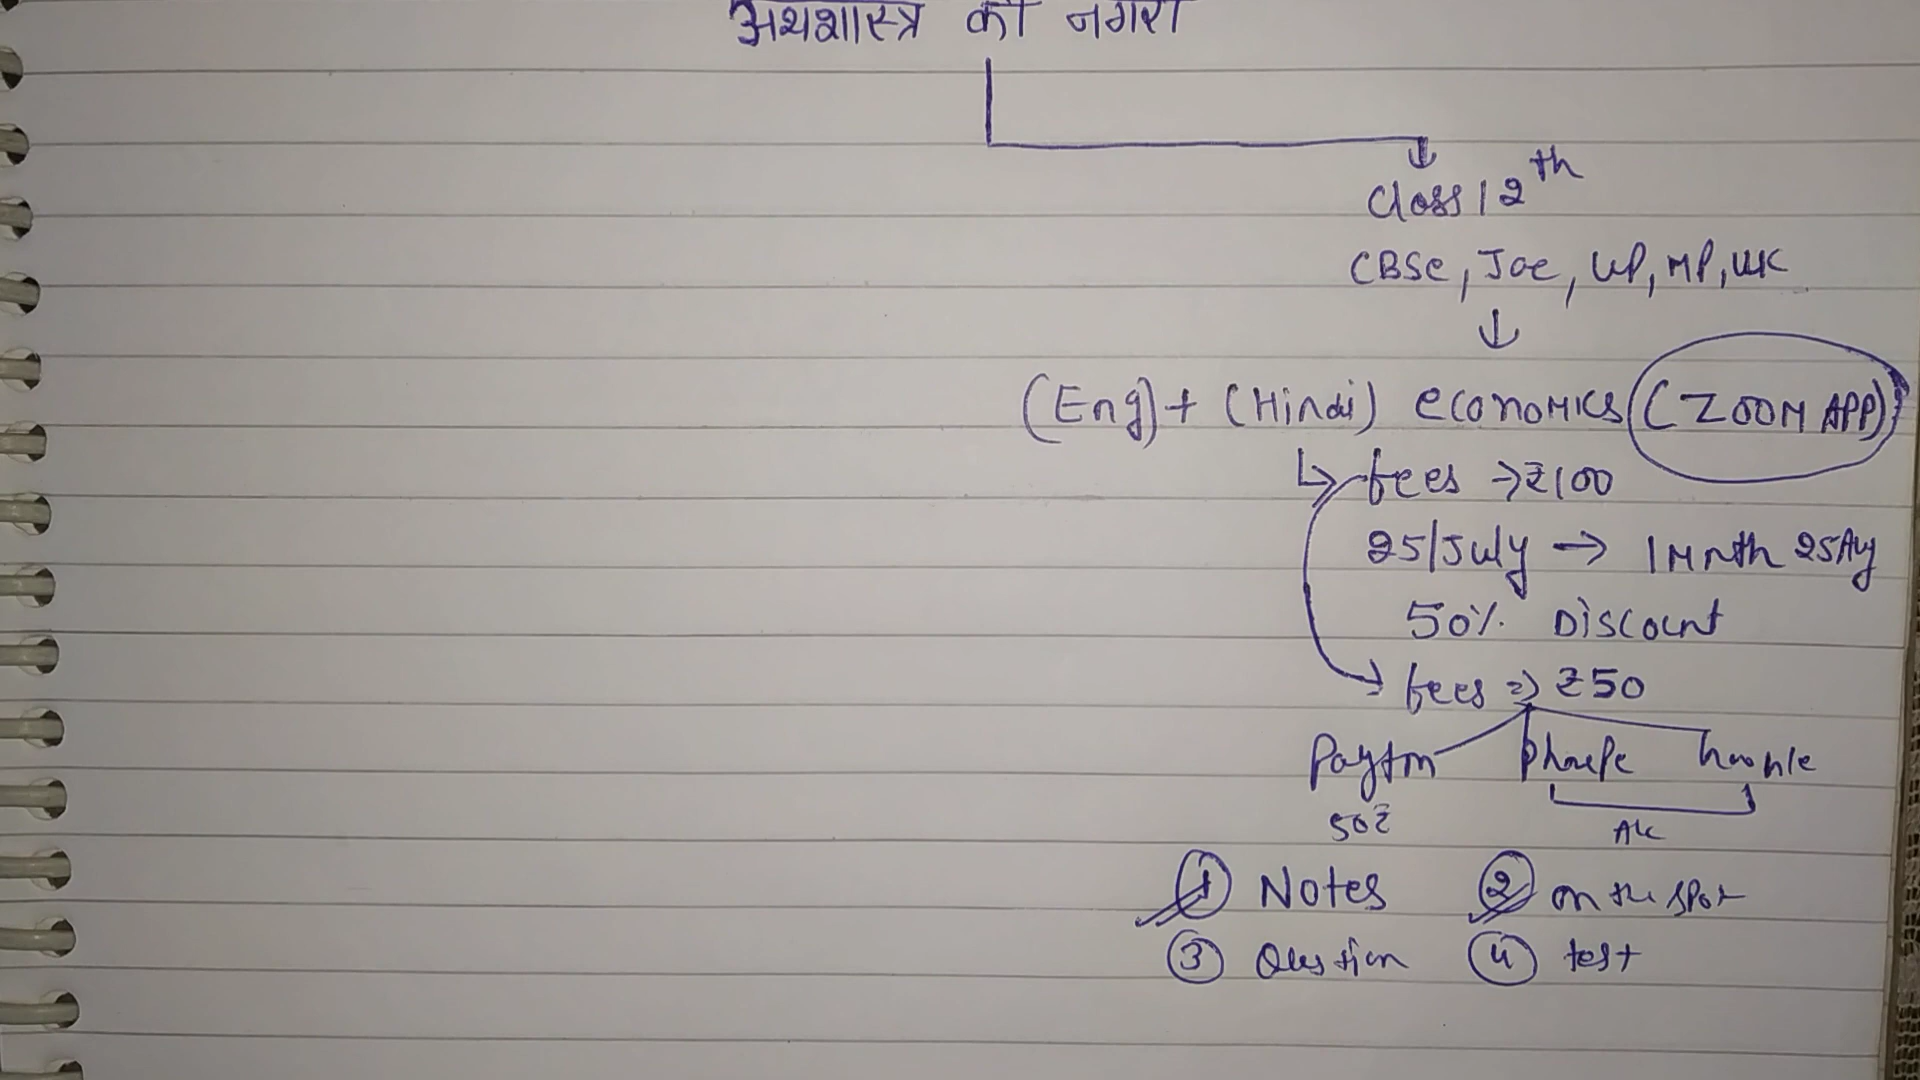 अर्थशास्त्र की नगरी
Class 12th
CBSE, Jac, UP, MP, UK
(Eng) + (Hindi) economics (ZOOM APP)
fees → ₹100
25/July → 1 Mnth 25 Aug
50% Discount
fees ⇒ ₹50
Paytm Phnepe
50₹
① Notes ② on the spot
③ Question ④ test